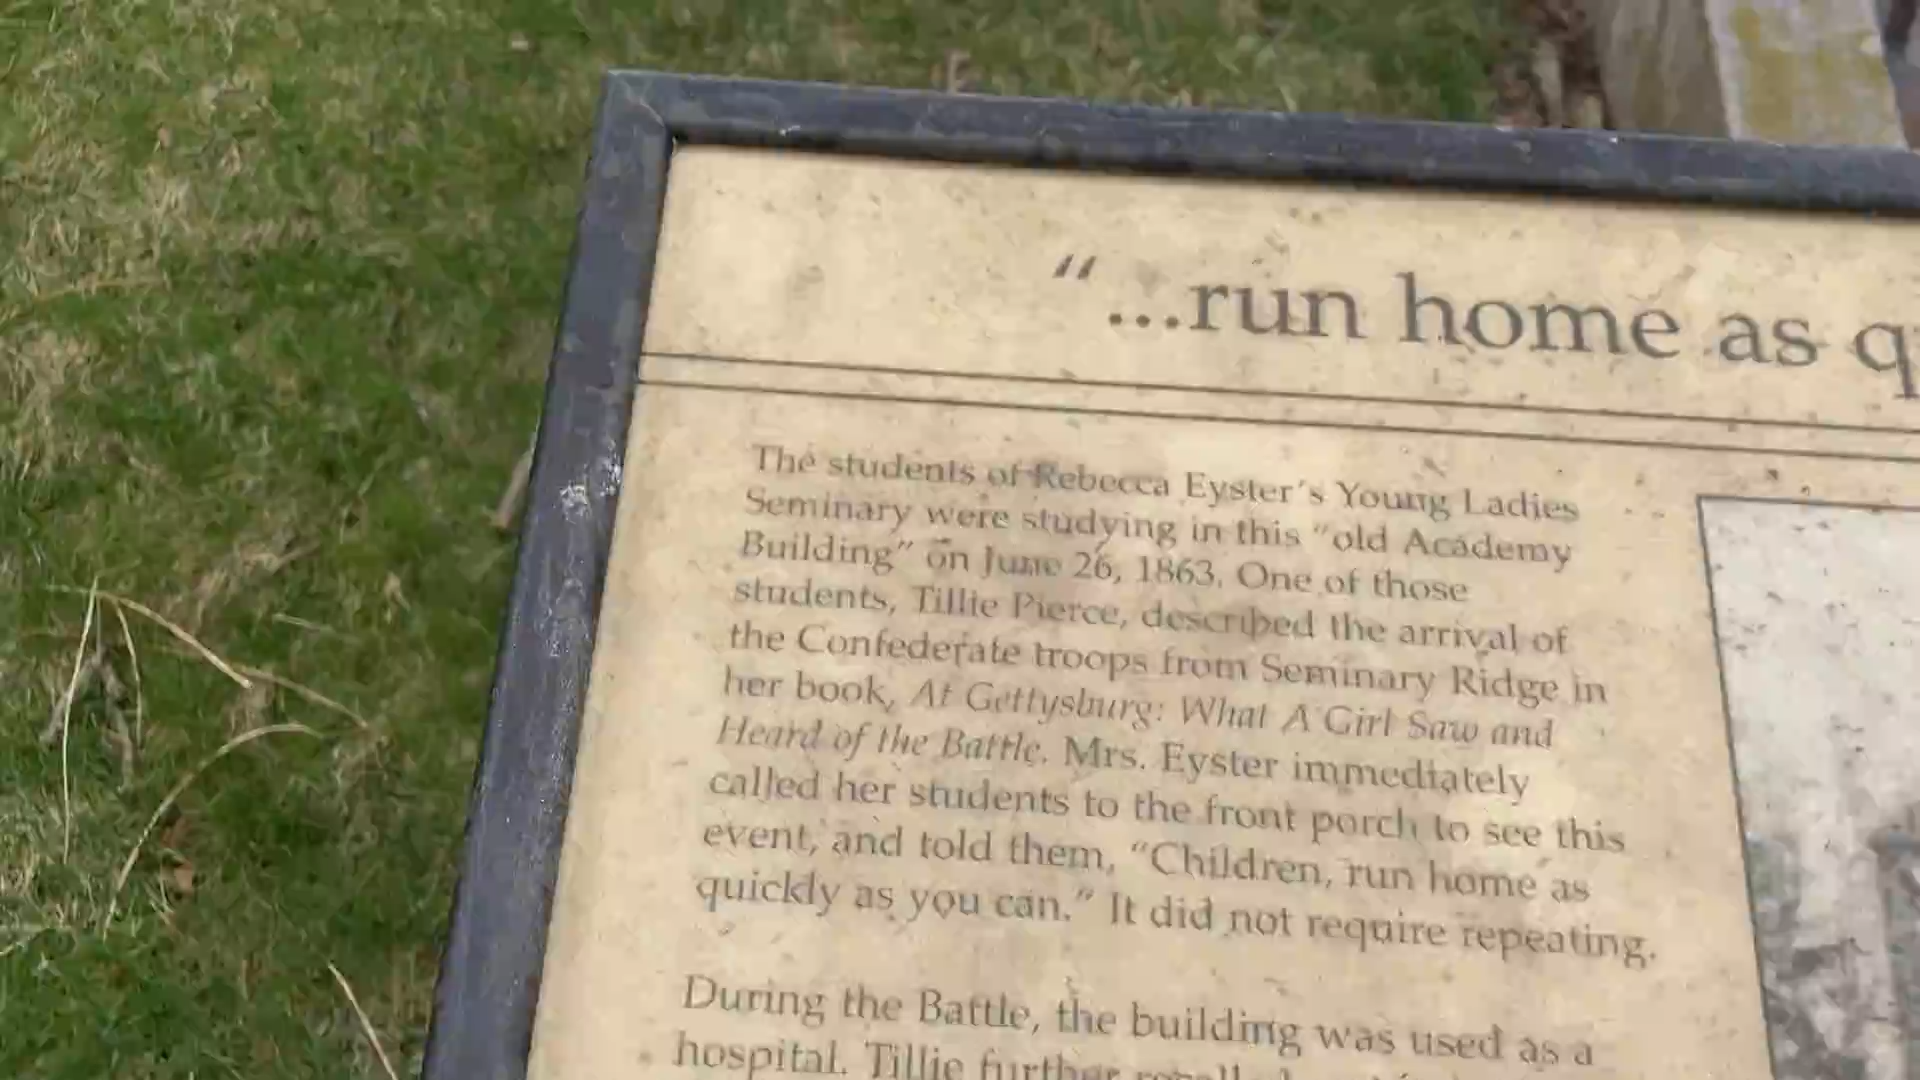 “...run home as q
The students of Rebecca Eyster's Young Ladies
Seminary were studying in this “old Academy
Building” on June 26, 1863. One of those
students, Tillie Pierce, described the arrival of
the Confederate troops from Seminary Ridge in
her book, At Gettysburg: What A Girl Saw and
Heard of the Battle. Mrs. Eyster immediately
called her students to the front porch to see this
event, and told them, “Children, run home as
quickly as you can.” It did not require repeating.
During the Battle, the building was used as a
hospital. Tillie further